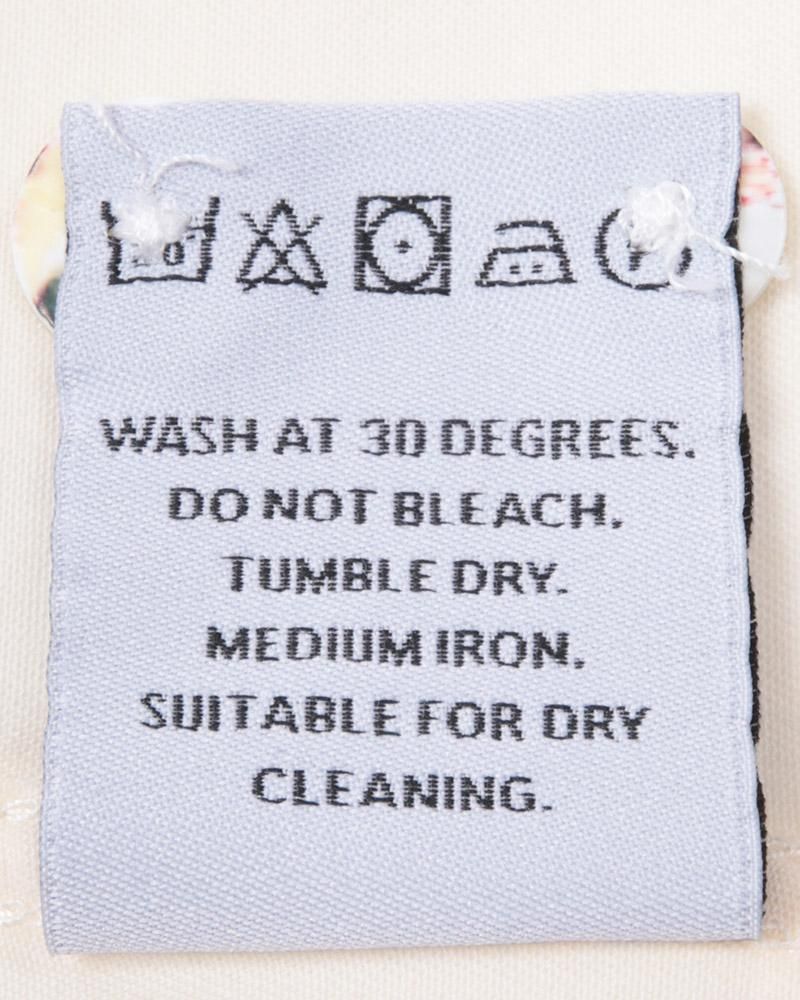 WASH AT 30 DEGREES.
DO NOT BLEACH.
TUMBLE DRY.
MEDIUM IRON.
SUITABLE FOR DRY
CLEANING.